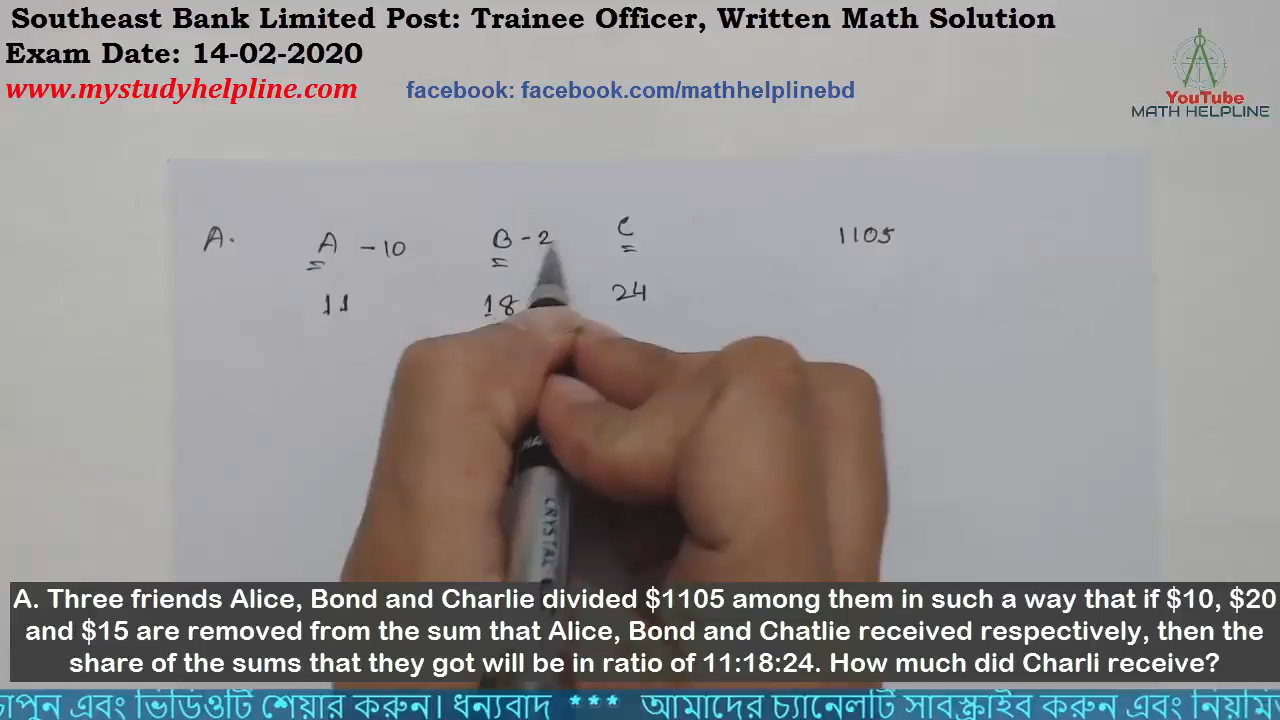 Southeast Bank Limited Post: Trainee Officer, Written Math Solution
Exam Date: 14-02-2020
www.mystudyhelpline.com facebook: facebook.com/mathhelplinebd
YouTube
MATH HELPLINE
A. A - 10 B - 2 C 1105
11 18 24
CRYSTAL
A. Three friends Alice, Bond and Charlie divided $1105 among them in such a way that if $10, $20
and $15 are removed from the sum that Alice, Bond and Chatlie received respectively, then the
share of the sums that they got will be in ratio of 11:18:24. How much did Charli receive?
চাপুন এবং ভিডিওটি শেয়ার করুন। ধন্যবাদ *** আমাদের চ্যানেলটি সাবস্ক্রাইব করুন এবং নিয়মি